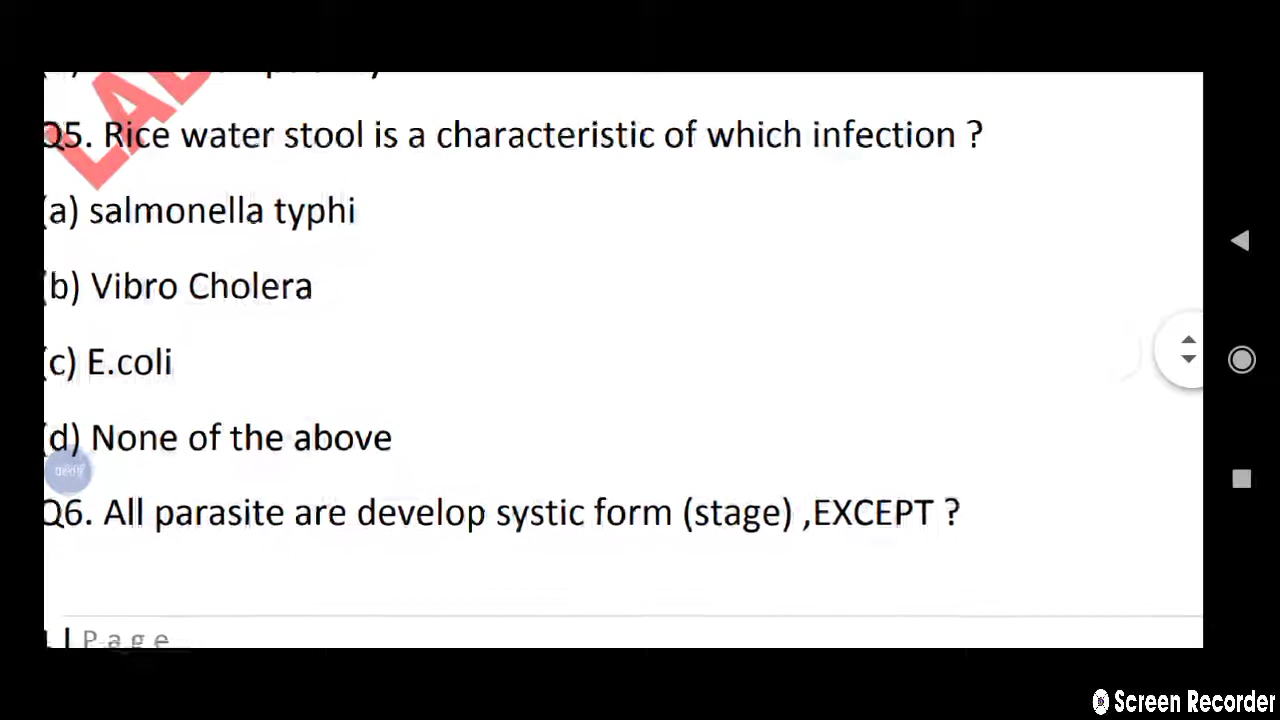 LAB
Q5. Rice water stool is a characteristic of which infection ?
(a) salmonella typhi
(b) Vibro Cholera
(c) E.coli
(d) None of the above
Q6. All parasite are develop systic form (stage) ,EXCEPT ?
| P a g e
Screen Recorder